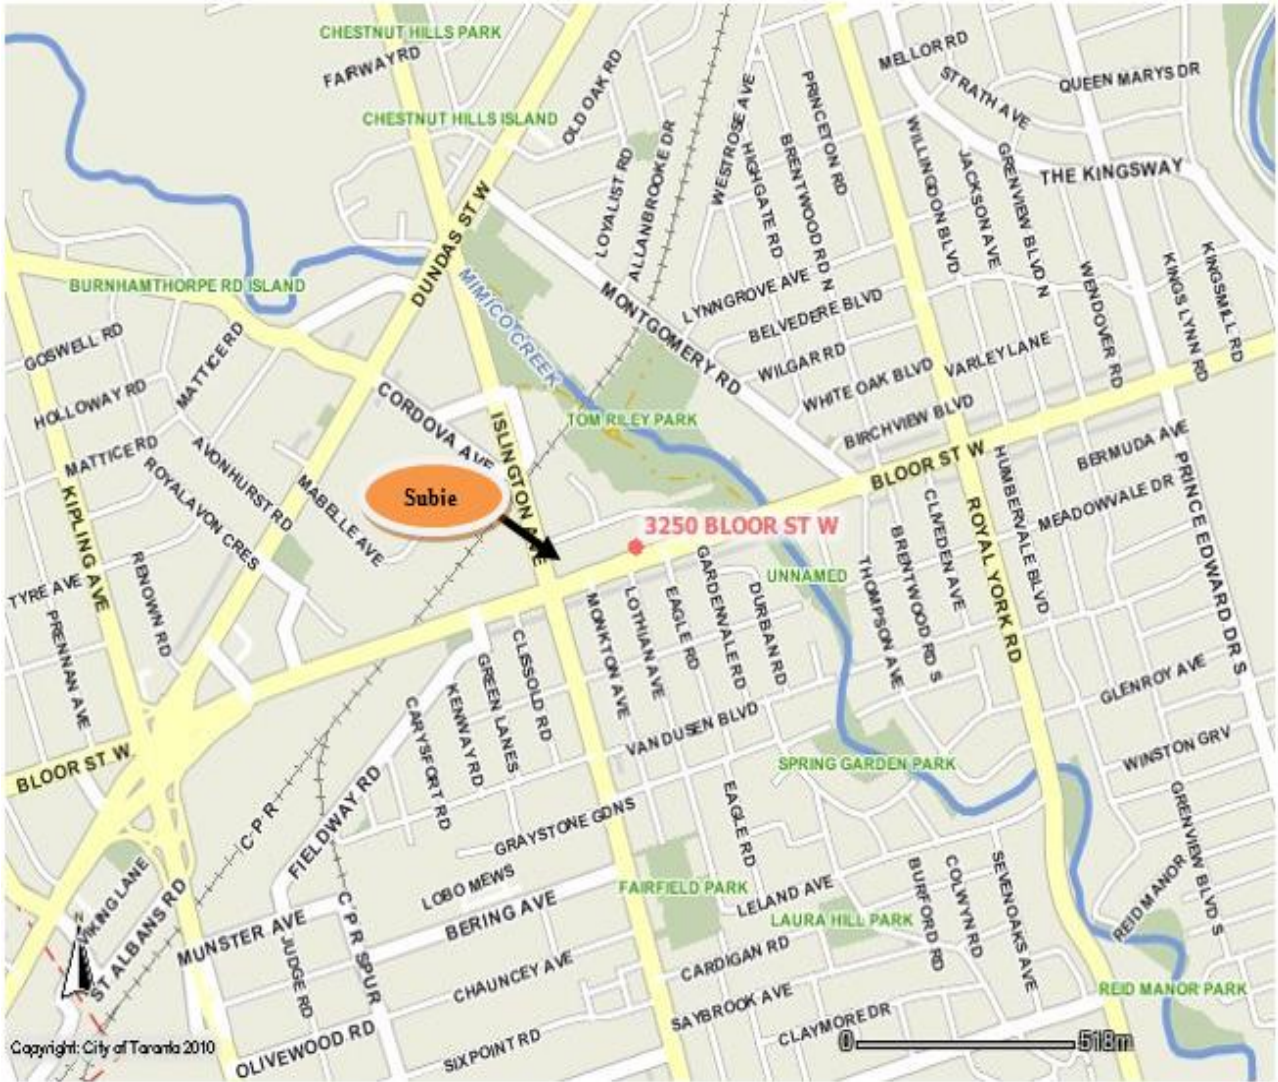 CHESTNUT HILLS PARK
FAIRWAY RD
MELLOR RD
QUEEN MARYS DR
STRATH AVE
OLD OAK RD
CHESTNUT HILLS ISLAND
PRINCETON RD
WESTROSE AVE
BRENTWOOD RD N
HIGHGATE RD
ALLANBROOKE DR
LOYALIST RD
WILLINGDON BLVD
JACKSON AVE
GRENVIEW BLVD N
THE KINGSWAY
DUNDAS ST W
BURNHAMTHORPE RD ISLAND
MIMICO CREEK
MONTGOMERY RD
LYNNGROVE AVE
BELVEDERE BLVD
WENDOVER RD
KINGS LYNN RD
KINGSMILL RD
GOSWELL RD
MATTICE RD
WILGAR RD
VARLEY LANE
HOLLOWAY RD
CORDOVA AVE
WHITE OAK BLVD
TOM RILEY PARK
BIRCHVIEW BLVD
ISLINGTON AVE
MATTICE RD
AVONHURST RD
BERMUDA AVE
BLOOR ST W
ROYALAVON CRES
MABELLE AVE
Subie
MEADOWVALE DR
PRINCE EDWARD DR S
KIPLING AVE
3250 BLOOR ST W
CLIVEDEN AVE
HUMBERVALE BLVD
ROYAL YORK RD
TYRE AVE
RENOWN RD
PRENNAN AVE
UNNAMED
GARDENVALE RD
DURBAN RD
THOMPSON AVE
BRENTWOOD RD S
MONKTON AVE
LOTHIAN AVE
EAGLE RD
CLISSOLD RD
GREEN LANES
KENWAY RD
CARYSFORT RD
GLENROY AVE
VAN DUSEN BLVD
BLOOR ST W
SPRING GARDEN PARK
WINSTON GRV
C P R
FIELDWAY RD
GRAYSTONE GDNS
EAGLE RD
GRENVIEW BLVD S
LOBO MEWS
FAIRFIELD PARK
LELAND AVE
BURFORD RD
COLWYN RD
SEVENOAKS AVE
REID MANOR
N
VIKING LANE
ST ALBANS RD
MUNSTER AVE
BERING AVE
LAURA HILL PARK
JUDGE RD
C P R SPUR
CARDIGAN RD
CHAUNCEY AVE
REID MANOR PARK
SAYBROOK AVE
CLAYMORE DR
Copyright: City of Toronto 2010
OLIVEWOOD RD
SIXPOINT RD
0
518m